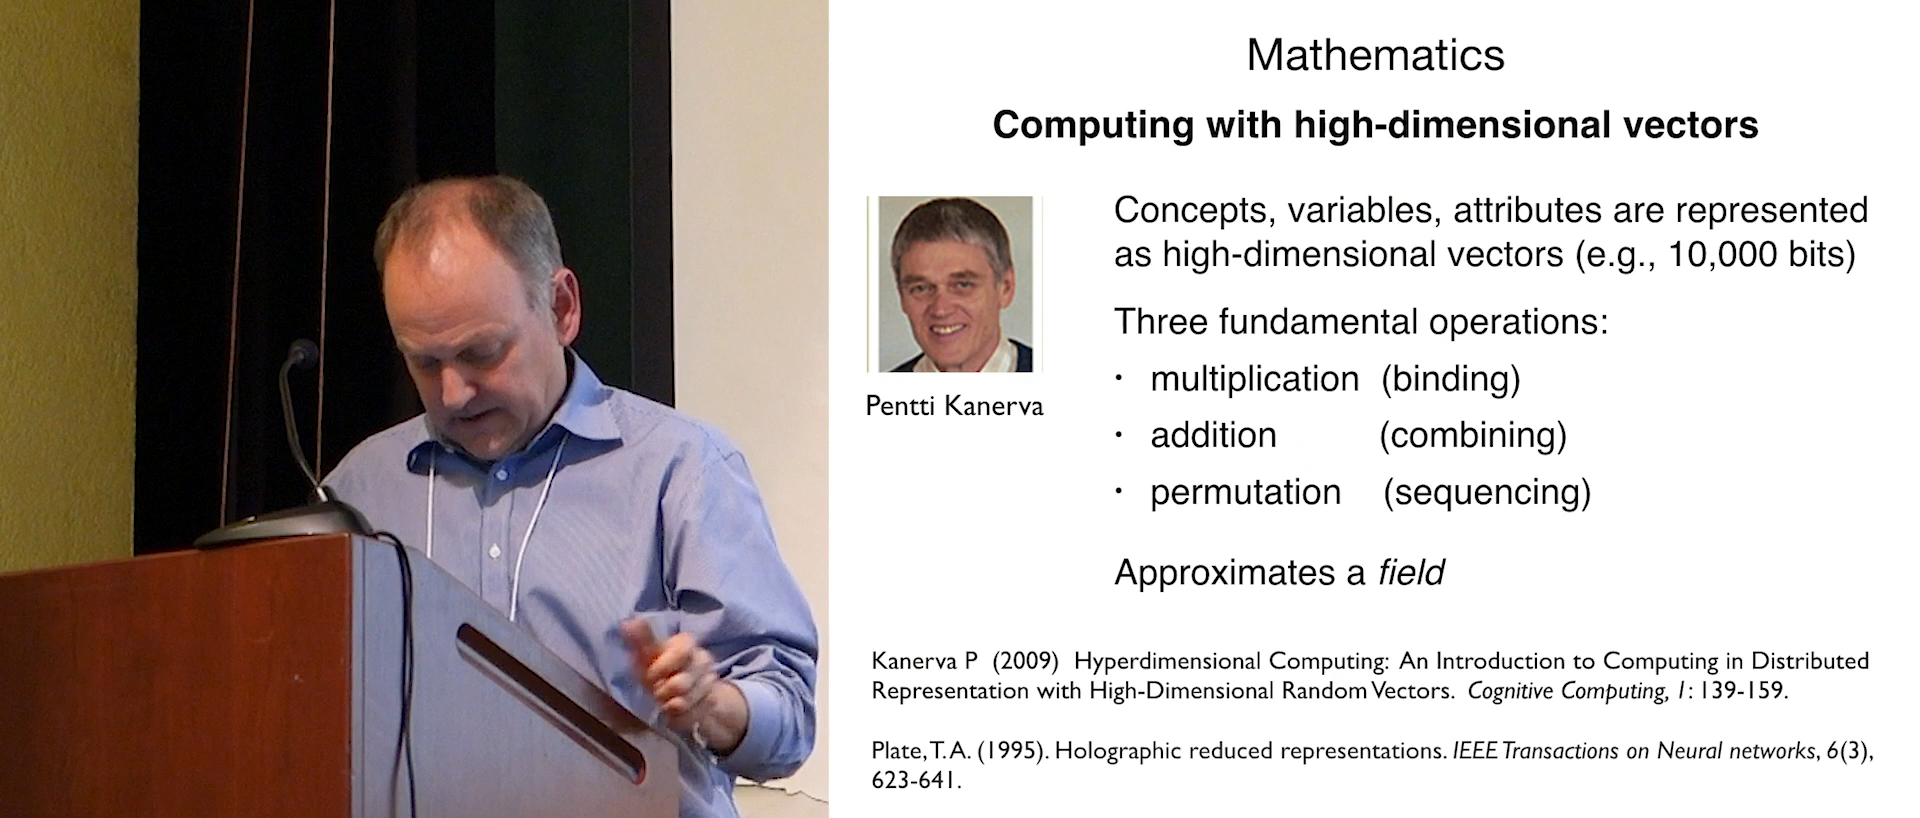 Mathematics
Computing with high-dimensional vectors
Concepts, variables, attributes are represented
as high-dimensional vectors (e.g., 10,000 bits)
Three fundamental operations:
• multiplication (binding)
Pentti Kanerva
• addition (combining)
• permutation (sequencing)
Approximates a field
Kanerva P (2009) Hyperdimensional Computing: An Introduction to Computing in Distributed
Representation with High-Dimensional Random Vectors. Cognitive Computing, 1: 139-159.
Plate, T. A. (1995). Holographic reduced representations. IEEE Transactions on Neural networks, 6(3),
623-641.